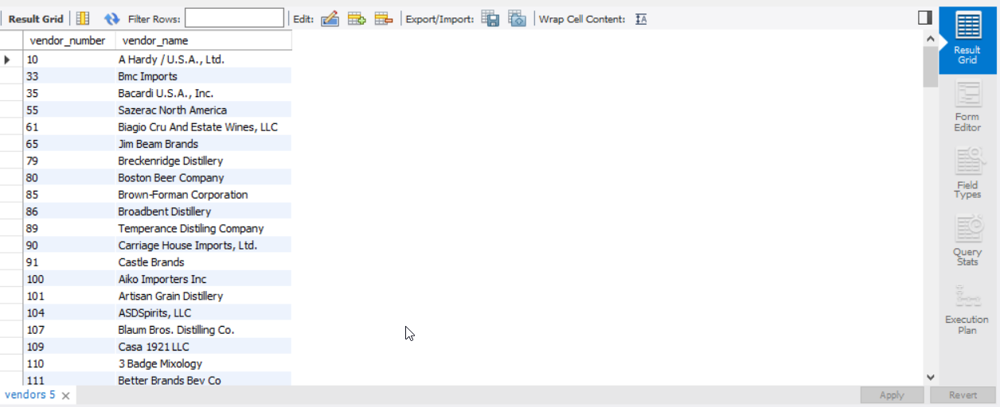 Result Grid Filter Rows: Edit: Export/Import: Wrap Cell Content:
vendor_number vendor_name
10 A Hardy / U.S.A., Ltd.
33 Bmc Imports
35 Bacardi U.S.A., Inc.
55 Sazerac North America
61 Biagio Cru And Estate Wines, LLC
65 Jim Beam Brands
79 Breckenridge Distillery
80 Boston Beer Company
85 Brown-Forman Corporation
86 Broadbent Distillery
89 Temperance Distiling Company
90 Carriage House Imports, Ltd.
91 Castle Brands
100 Aiko Importers Inc
101 Artisan Grain Distillery
104 ASDSpirits, LLC
107 Blaum Bros. Distilling Co.
109 Casa 1921 LLC
110 3 Badge Mixology
111 Better Brands Bev Co
vendors 5
Apply Revert
Result
Grid
Form
Editor
Field
Types
Query
Stats
Execution
Plan